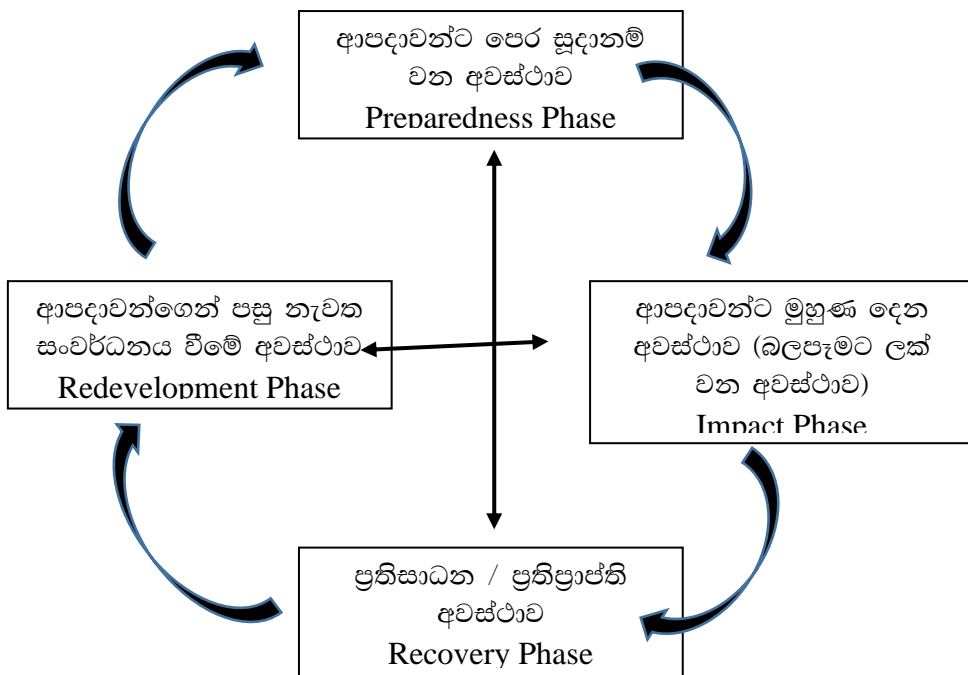 ආපදාවන්ට පෙර සූදානම්
වන අවස්ථාව
Preparedness Phase
ආපදාවන්ට මුහුණ දෙන
අවස්ථාව (බලපෑමට ලක්
වන අවස්ථාව)
Impact Phase
ප්‍රතිසාධන / ප්‍රතිප්‍රාප්ති
අවස්ථාව
Recovery Phase
ආපදාවන්ගෙන් පසු නැවත
සංවර්ධනය වීමේ අවස්ථාව
Redevelopment Phase